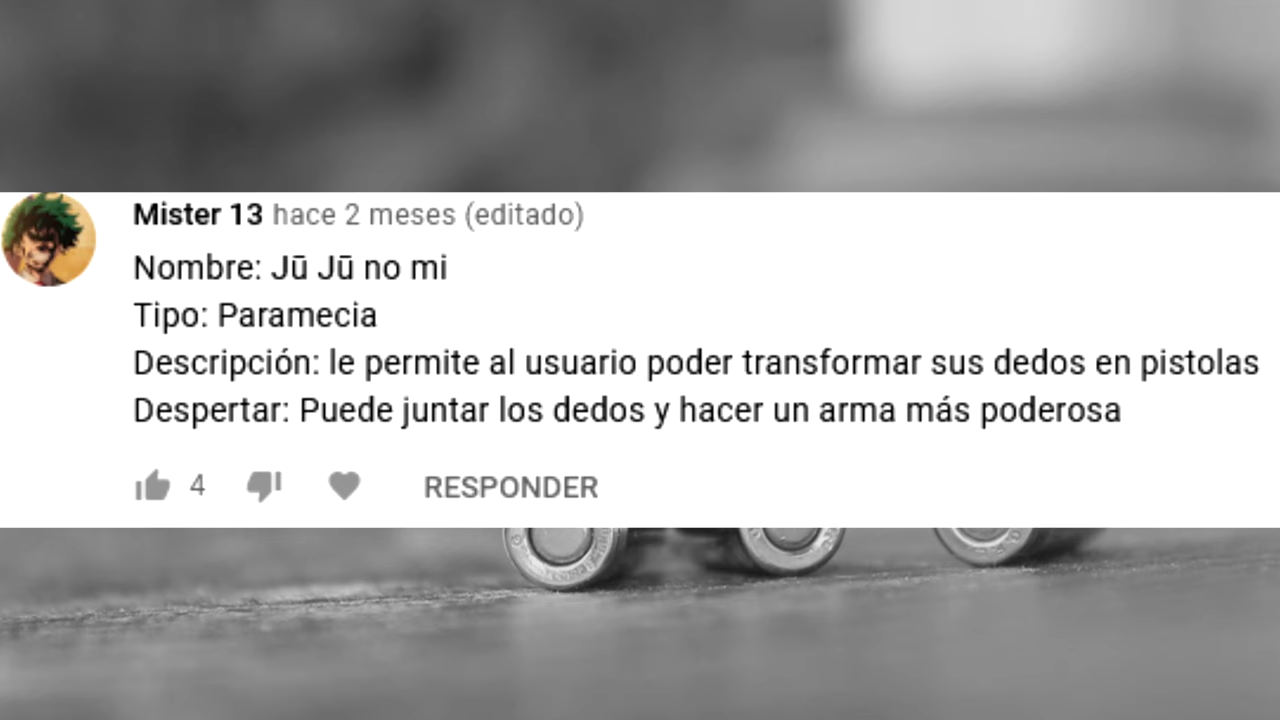 Mister 13 hace 2 meses (editado)
Nombre: Jū Jū no mi
Tipo: Paramecia
Descripción: le permite al usuario poder transformar sus dedos en pistolas
Despertar: Puede juntar los dedos y hacer un arma más poderosa
4 RESPONDER